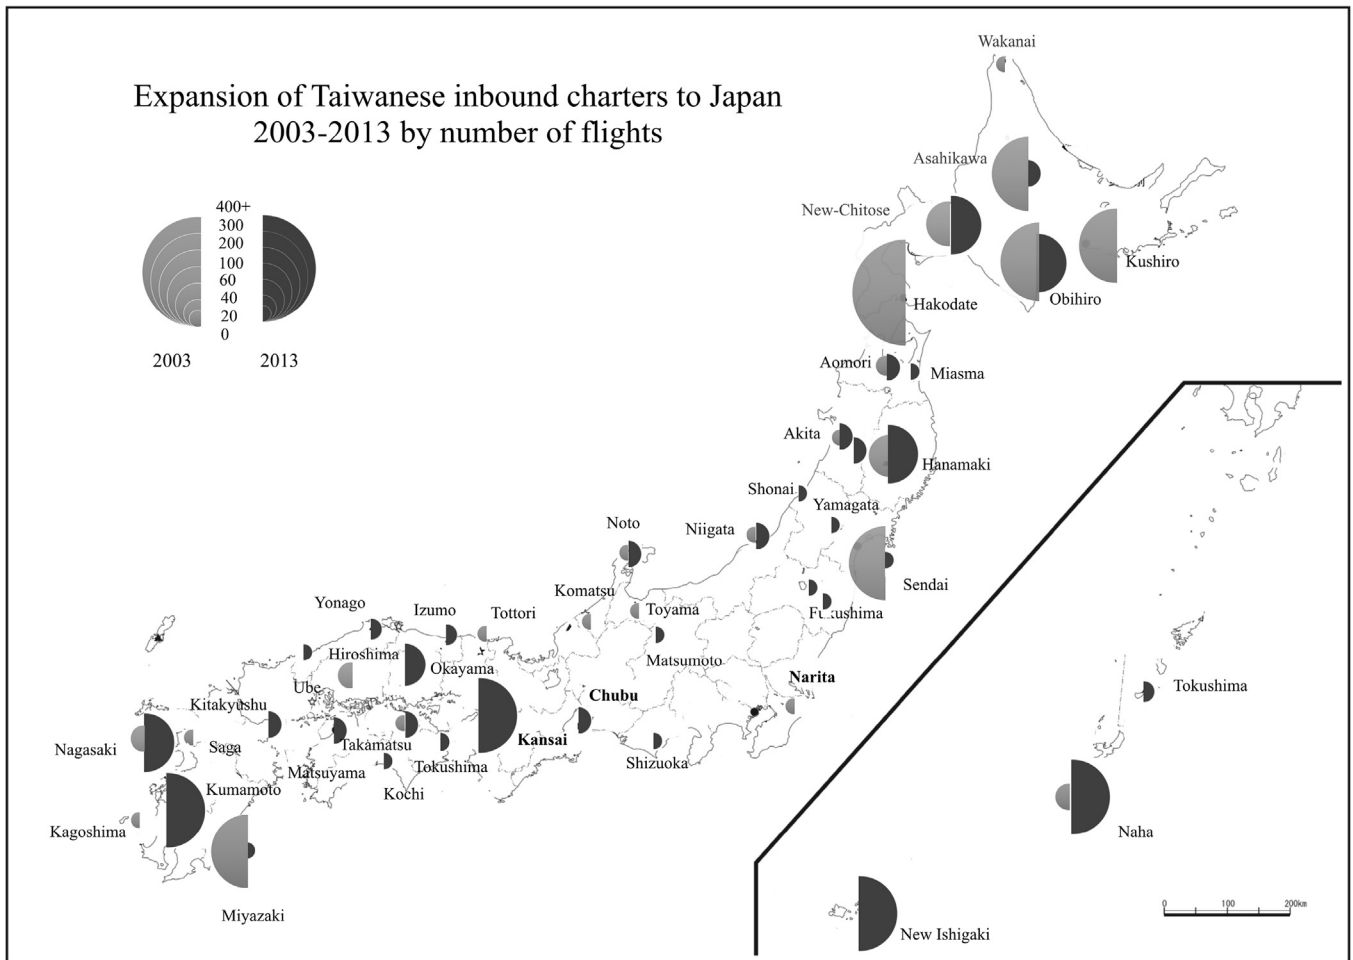 Expansion of Taiwanese inbound charters to Japan
2003-2013 by number of flights
400+
300
200
100
60
40
20
0
2003
2013
Wakanai
Asahikawa
New-Chitose
Kushiro
Obihiro
Hakodate
Aomori
Miasma
Akita
Hanamaki
Shonai
Yamagata
Noto
Niigata
Sendai
Komatsu
Toyama
Fukushima
Yonago
Izumo
Tottori
Matsumoto
Hiroshima
Okayama
Narita
Ube
Chubu
Kitakyushu
Kansai
Nagasaki
Saga
Takamatsu
Shizuoka
Matsuyama
Tokushima
Kumamoto
Kochi
Kagoshima
Miyazaki
Tokushima
Naha
New Ishigaki
0 100 200km